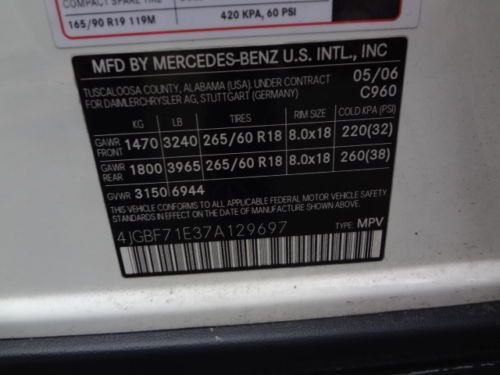 COMPACT SPARE TIRE
165/90 R19 119M 420 KPA, 60 PSI
MFD BY MERCEDES-BENZ U.S. INTL., INC
TUSCALOOSA COUNTY, ALABAMA (USA). UNDER CONTRACT 05/06
FOR DAIMLERCHRYSLER AG, STUTTGART (GERMANY) C960
KG LB TIRES RIM SIZE COLD KPA (PSI)
GAWR FRONT 1470 3240 265/60 R18 8.0x18 220(32)
GAWR REAR 1800 3965 265/60 R18 8.0x18 260(38)
GVWR 3150 6944
THIS VEHICLE CONFORMS TO ALL APPLICABLE FEDERAL MOTOR VEHICLE SAFETY
STANDARDS IN EFFECT ON THE DATE OF MANUFACTURE SHOWN ABOVE
4JGBF71E37A129697 TYPE: MPV